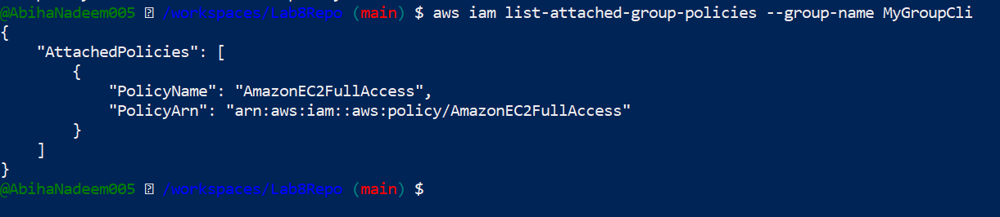 @AbihaNadeem005 /workspaces/Lab8Repo (main) $ aws iam list-attached-group-policies --group-name MyGroupCli
{
    "AttachedPolicies": [
        {
            "PolicyName": "AmazonEC2FullAccess",
            "PolicyArn": "arn:aws:iam::aws:policy/AmazonEC2FullAccess"
        }
    ]
}
@AbihaNadeem005 /workspaces/Lab8Repo (main) $